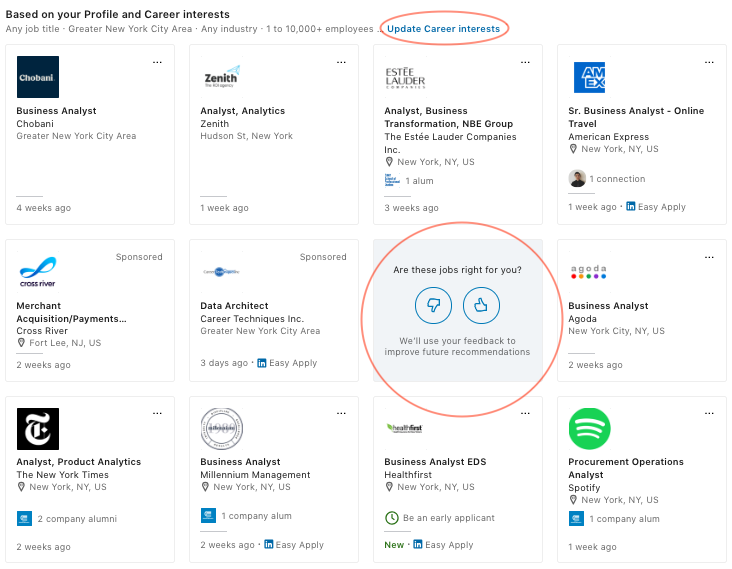 Based on your Profile and Career interests
Any job title · Greater New York City Area · Any industry · 1 to 10,000+ employees ... Update Career interests
Chobani
Business Analyst
Chobani
Greater New York City Area
4 weeks ago
Zenith
The ROI agency
Analyst, Analytics
Zenith
Hudson St, New York
1 week ago
ESTĒE
LAUDER
COMPANIES
Analyst, Business
Transformation, NBE Group
The Estée Lauder Companies
Inc.
New York, NY, US
1 alum
3 weeks ago
AM
EX
Sr. Business Analyst - Online
Travel
American Express
New York, NY, US
1 connection
1 week ago · in Easy Apply
Sponsored
cross river
Merchant
Acquisition/Payments...
Cross River
Fort Lee, NJ, US
2 weeks ago
Sponsored
Data Architect
Career Techniques Inc.
Greater New York City Area
3 days ago · in Easy Apply
Are these jobs right for you?
We'll use your feedback to
improve future recommendations
agoda
Business Analyst
Agoda
New York City, NY, US
2 weeks ago
T
Analyst, Product Analytics
The New York Times
New York, NY, US
2 company alumni
2 weeks ago
1989
Business Analyst
Millennium Management
New York, NY, US
1 company alum
2 weeks ago · in Easy Apply
healthfirst
Business Analyst EDS
Healthfirst
New York, NY, US
Be an early applicant
New · in Easy Apply
Procurement Operations
Analyst
Spotify
New York, NY, US
1 company alum
1 week ago